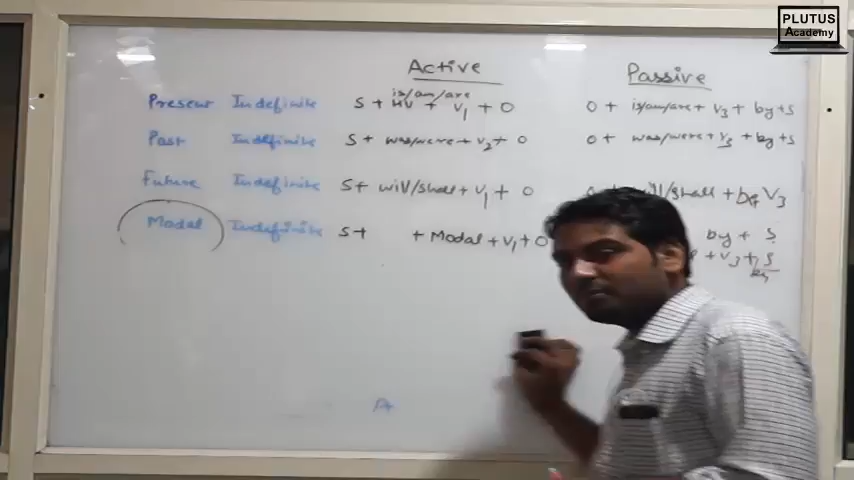 PLUTUS
Academy
Active Passive
is/am/are
Present Indefinite S + HV + V1 + O O + is/am/are + V3 + by + S
Past Indefinite S + was/were + V2 + O O + was/were + V3 + by + S
Future Indefinite S + will/shall + V1 + O will/shall + be V3
Modal Indefinite S + + Modal + V1 + O by + S
+ V3 + S
by